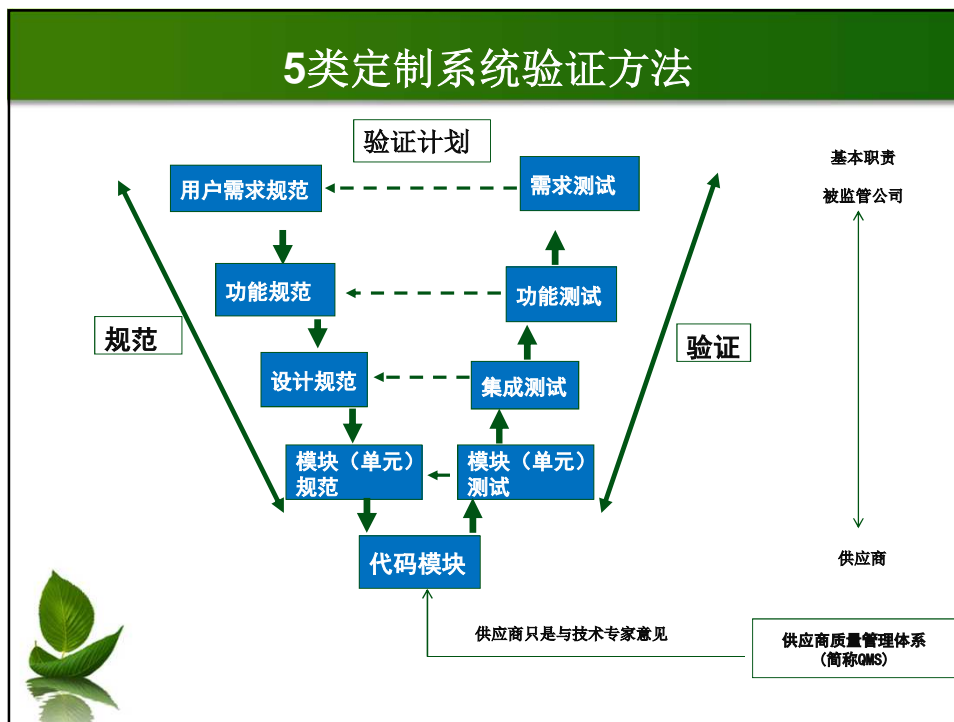 5类定制系统验证方法
验证计划
基本职责
用户需求规范
需求测试
被监管公司
功能规范
功能测试
规范
验证
设计规范
集成测试
模块（单元）
规范
模块（单元）
测试
代码模块
供应商
供应商只是与技术专家意见
供应商质量管理体系
(简称QMS)